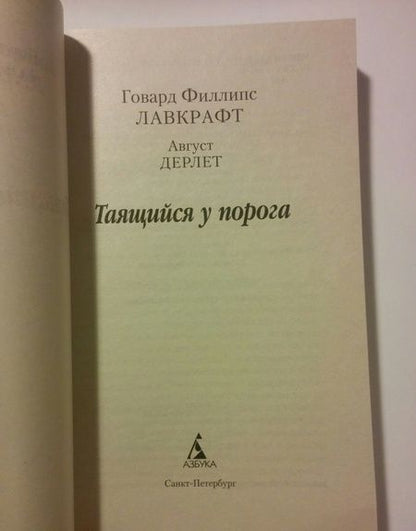 Говард Филлипс
ЛАВКРАФТ
Август
ДЕРЛЕТ
Таящийся у порога
АЗБУКА
Санкт-Петербург